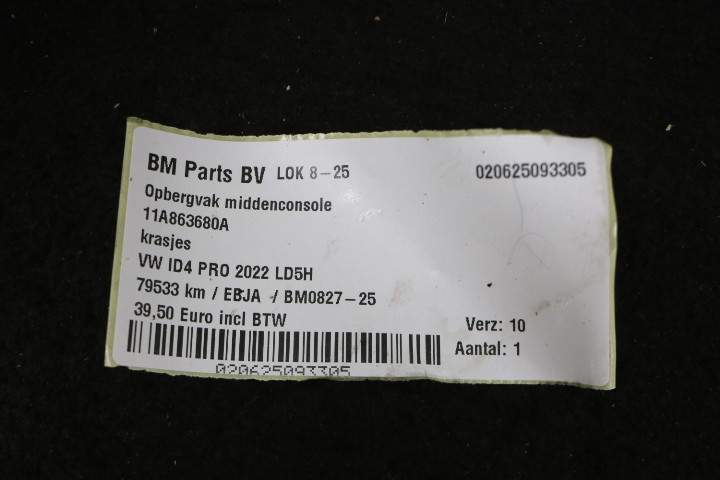 BM Parts BV LOK 8-25 020625093305
Opbergvak middenconsole
11A863680A
krasjes
VW ID4 PRO 2022 LD5H
79533 km / EBJA / BM0827-25
39,50 Euro incl BTW Verz: 10
Aantal: 1
020625093305